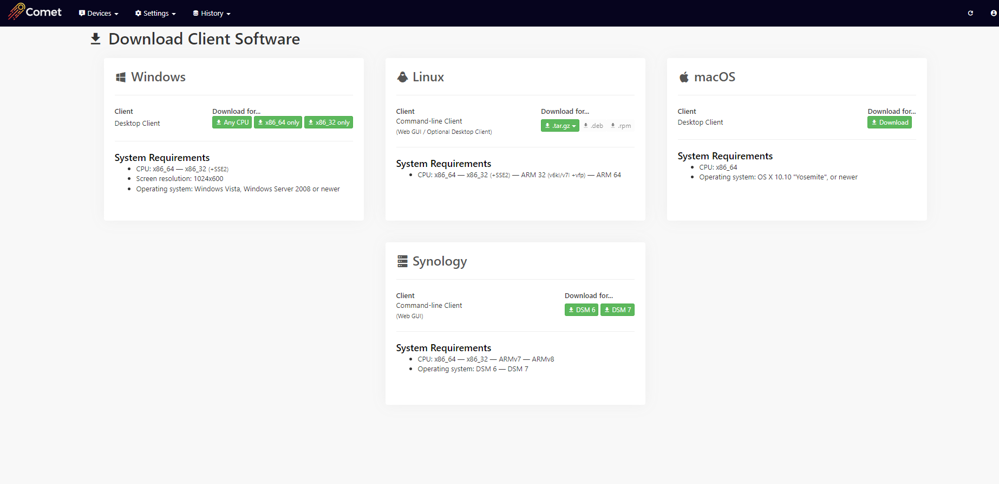 Comet Devices Settings History
Download Client Software
Windows
Client Download for...
Desktop Client Any CPU x86_64 only x86_32 only
System Requirements
CPU: x86_64 — x86_32 (+SSE2)
Screen resolution: 1024x600
Operating system: Windows Vista, Windows Server 2008 or newer
Linux
Client Download for...
Command-line Client .tar.gz .deb .rpm
(Web GUI / Optional Desktop Client)
System Requirements
CPU: x86_64 — x86_32 (+SSE2) — ARM 32 (v6kl/v7l +vfp) — ARM 64
macOS
Client Download for...
Desktop Client Download
System Requirements
CPU: x86_64
Operating system: OS X 10.10 "Yosemite", or newer
Synology
Client Download for...
Command-line Client DSM 6 DSM 7
(Web GUI)
System Requirements
CPU: x86_64 — x86_32 — ARMv7 — ARMv8
Operating system: DSM 6 — DSM 7